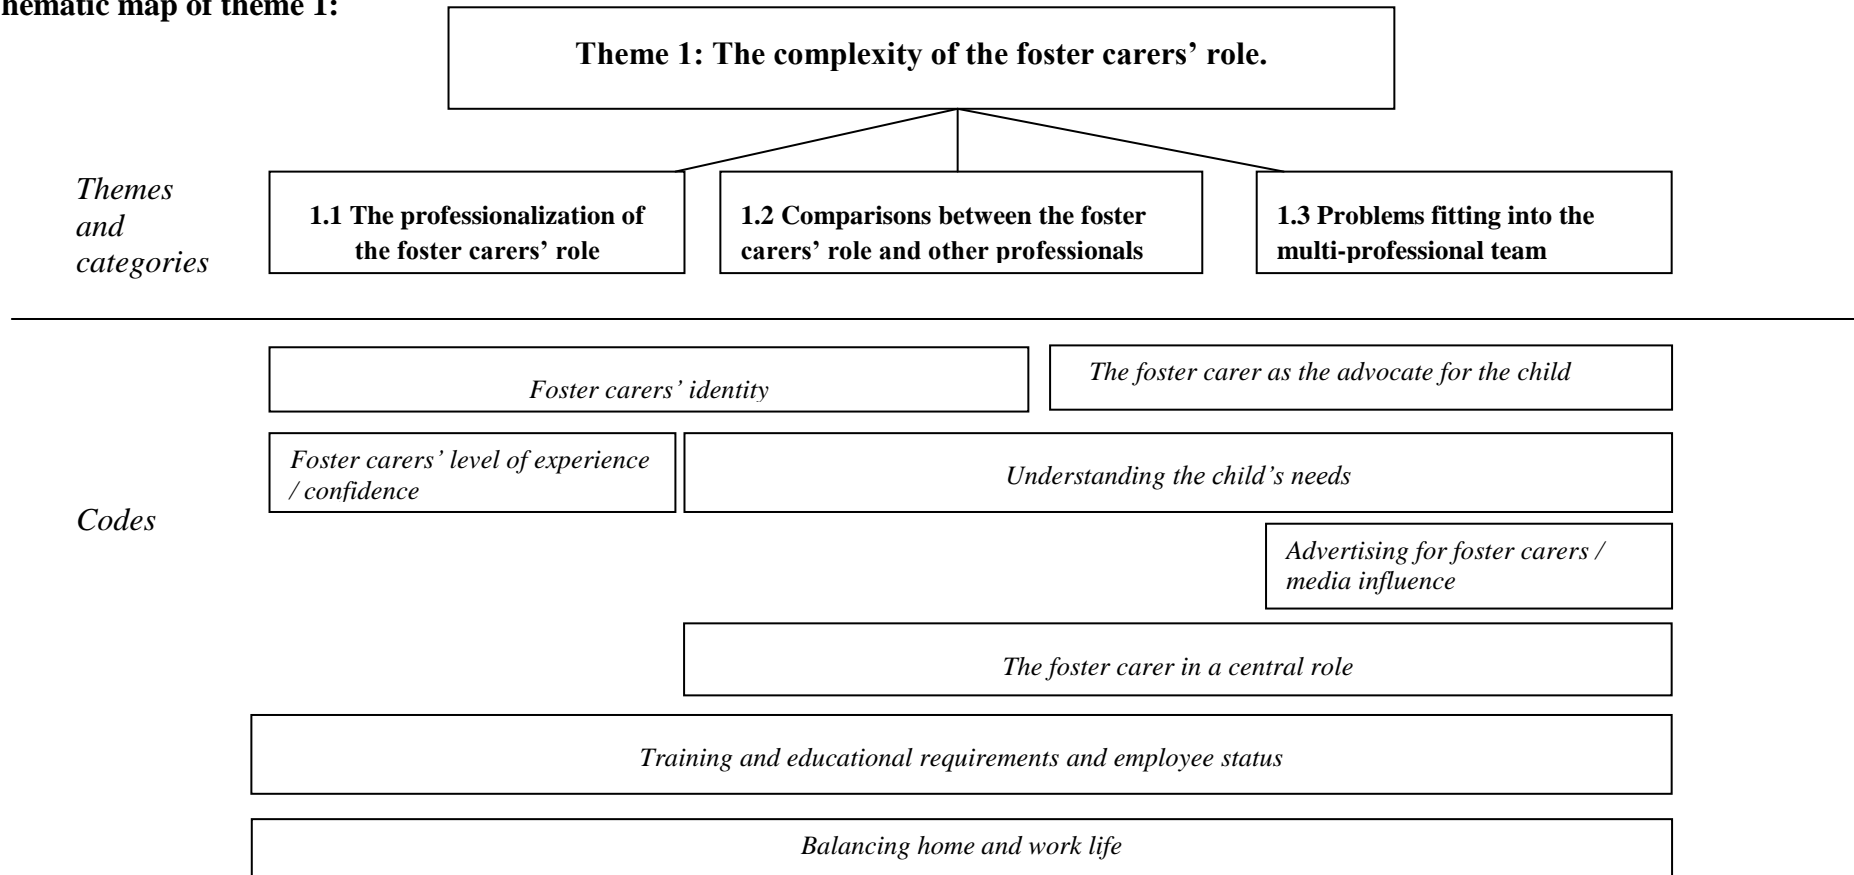 hematic map of theme 1:
Theme 1: The complexity of the foster carers’ role.
Themes
and
categories
1.1 The professionalization of
the foster carers’ role
1.2 Comparisons between the foster
carers’ role and other professionals
1.3 Problems fitting into the
multi-professional team
Foster carers’ identity
The foster carer as the advocate for the child
Foster carers’ level of experience
/ confidence
Understanding the child’s needs
Codes
Advertising for foster carers /
media influence
The foster carer in a central role
Training and educational requirements and employee status
Balancing home and work life